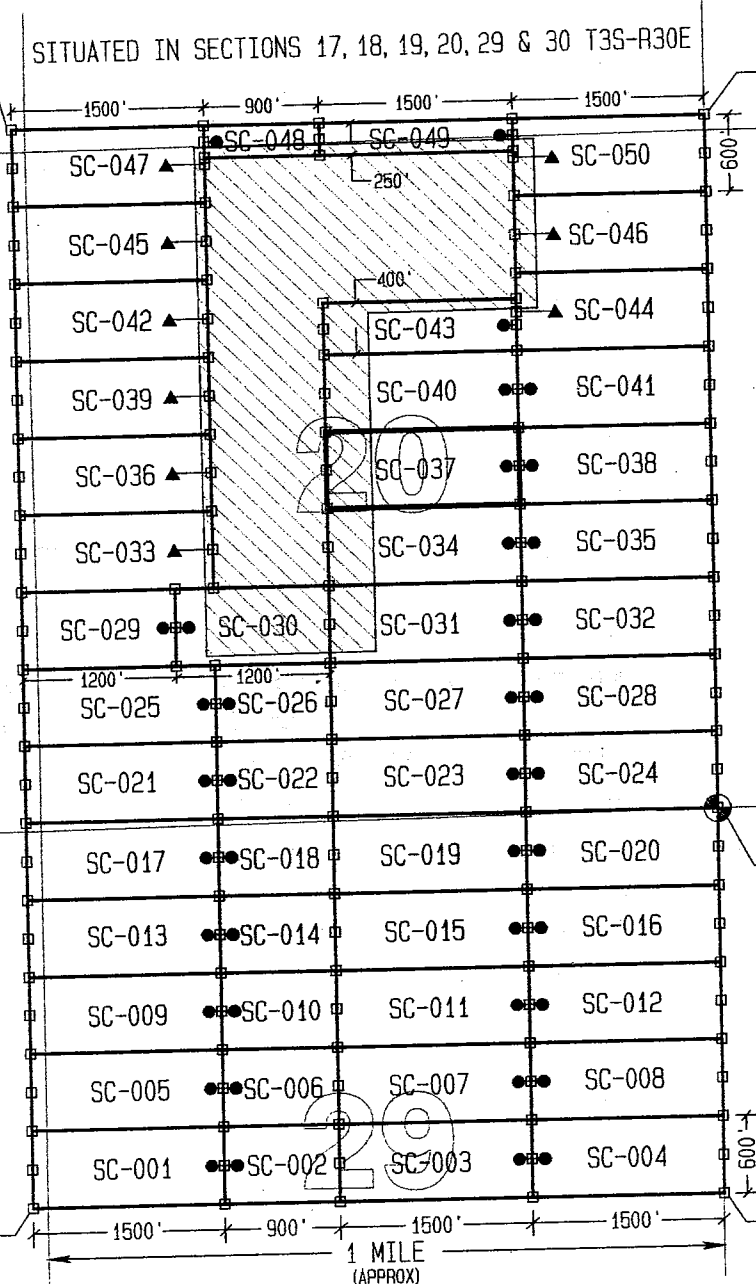 SITUATED IN SECTIONS 17, 18, 19, 20, 29 & 30 T3S-R30E
1500' 900' 1500' 1500'
SC-048 SC-049
600'
SC-047 SC-050
250'
SC-045 SC-046
400'
SC-042 SC-043 SC-044
SC-039 SC-040 SC-041
20
SC-036 SC-037 SC-038
SC-033 SC-034 SC-035
SC-029 SC-030 SC-031 SC-032
1200' 1200'
SC-025 SC-026 SC-027 SC-028
SC-021 SC-022 SC-023 SC-024
SC-017 SC-018 SC-019 SC-020
SC-013 SC-014 SC-015 SC-016
SC-009 SC-010 SC-011 SC-012
SC-005 SC-006 SC-007 SC-008
29
600'
SC-001 SC-002 SC-003 SC-004
1500' 900' 1500' 1500'
1 MILE
(APPROX)